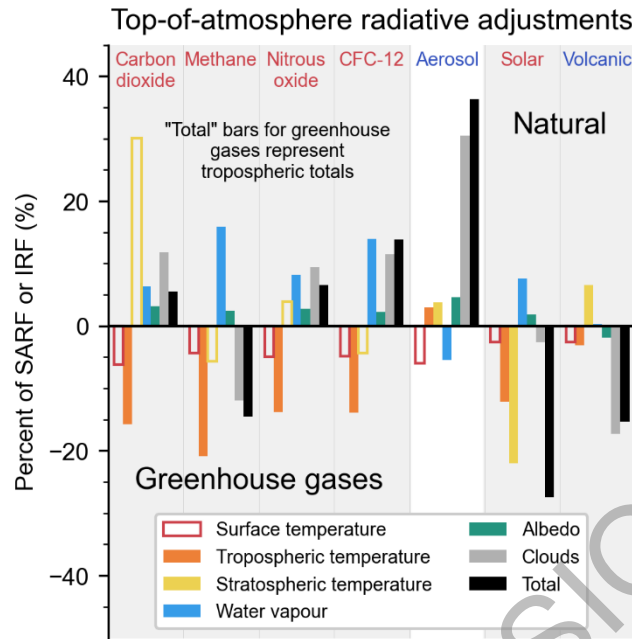 Top-of-atmosphere radiative adjustments
Percent of SARF or IRF (%)
40
20
0
−20
−40
Carbon
dioxide
Methane
Nitrous
oxide
CFC-12
Aerosol
Solar
Volcanic
"Total" bars for greenhouse
gases represent
tropospheric totals
Natural
Greenhouse gases
Surface temperature
Tropospheric temperature
Stratospheric temperature
Water vapour
Albedo
Clouds
Total